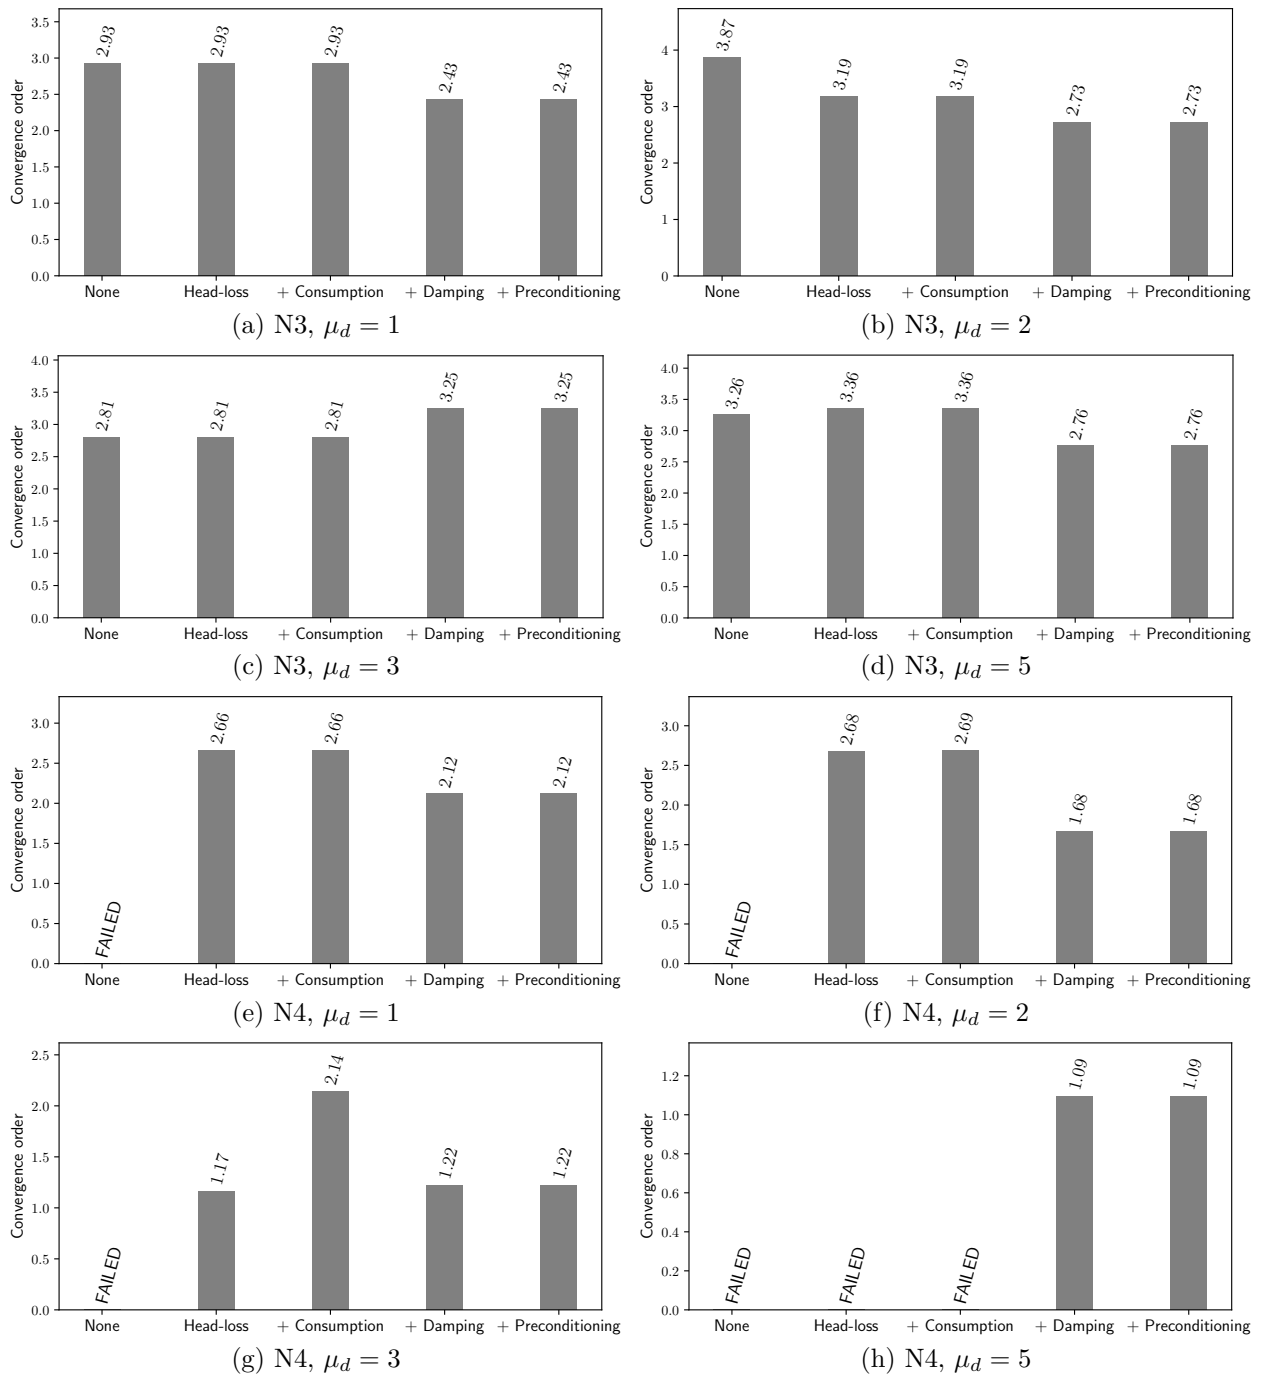 Convergence order
3.5
3.0
2.5
2.0
1.5
1.0
0.5
0.0
2.93
2.93
2.93
2.43
2.43
None
Head-loss
+ Consumption
+ Damping
+ Preconditioning
(a) N3, μ_d = 1
Convergence order
4
3
2
1
0
3.87
3.19
3.19
2.73
2.73
None
Head-loss
+ Consumption
+ Damping
+ Preconditioning
(b) N3, μ_d = 2
Convergence order
4.0
3.5
3.0
2.5
2.0
1.5
1.0
0.5
0.0
2.81
2.81
2.81
3.25
3.25
None
Head-loss
+ Consumption
+ Damping
+ Preconditioning
(c) N3, μ_d = 3
Convergence order
4.0
3.5
3.0
2.5
2.0
1.5
1.0
0.5
0.0
3.26
3.36
3.36
2.76
2.76
None
Head-loss
+ Consumption
+ Damping
+ Preconditioning
(d) N3, μ_d = 5
Convergence order
3.0
2.5
2.0
1.5
1.0
0.5
0.0
FAILED
2.66
2.66
2.12
2.12
None
Head-loss
+ Consumption
+ Damping
+ Preconditioning
(e) N4, μ_d = 1
Convergence order
3.0
2.5
2.0
1.5
1.0
0.5
0.0
FAILED
2.68
2.69
1.68
1.68
None
Head-loss
+ Consumption
+ Damping
+ Preconditioning
(f) N4, μ_d = 2
Convergence order
2.5
2.0
1.5
1.0
0.5
0.0
FAILED
1.17
2.14
1.22
1.22
None
Head-loss
+ Consumption
+ Damping
+ Preconditioning
(g) N4, μ_d = 3
Convergence order
1.2
1.0
0.8
0.6
0.4
0.2
0.0
FAILED
FAILED
FAILED
1.09
1.09
None
Head-loss
+ Consumption
+ Damping
+ Preconditioning
(h) N4, μ_d = 5